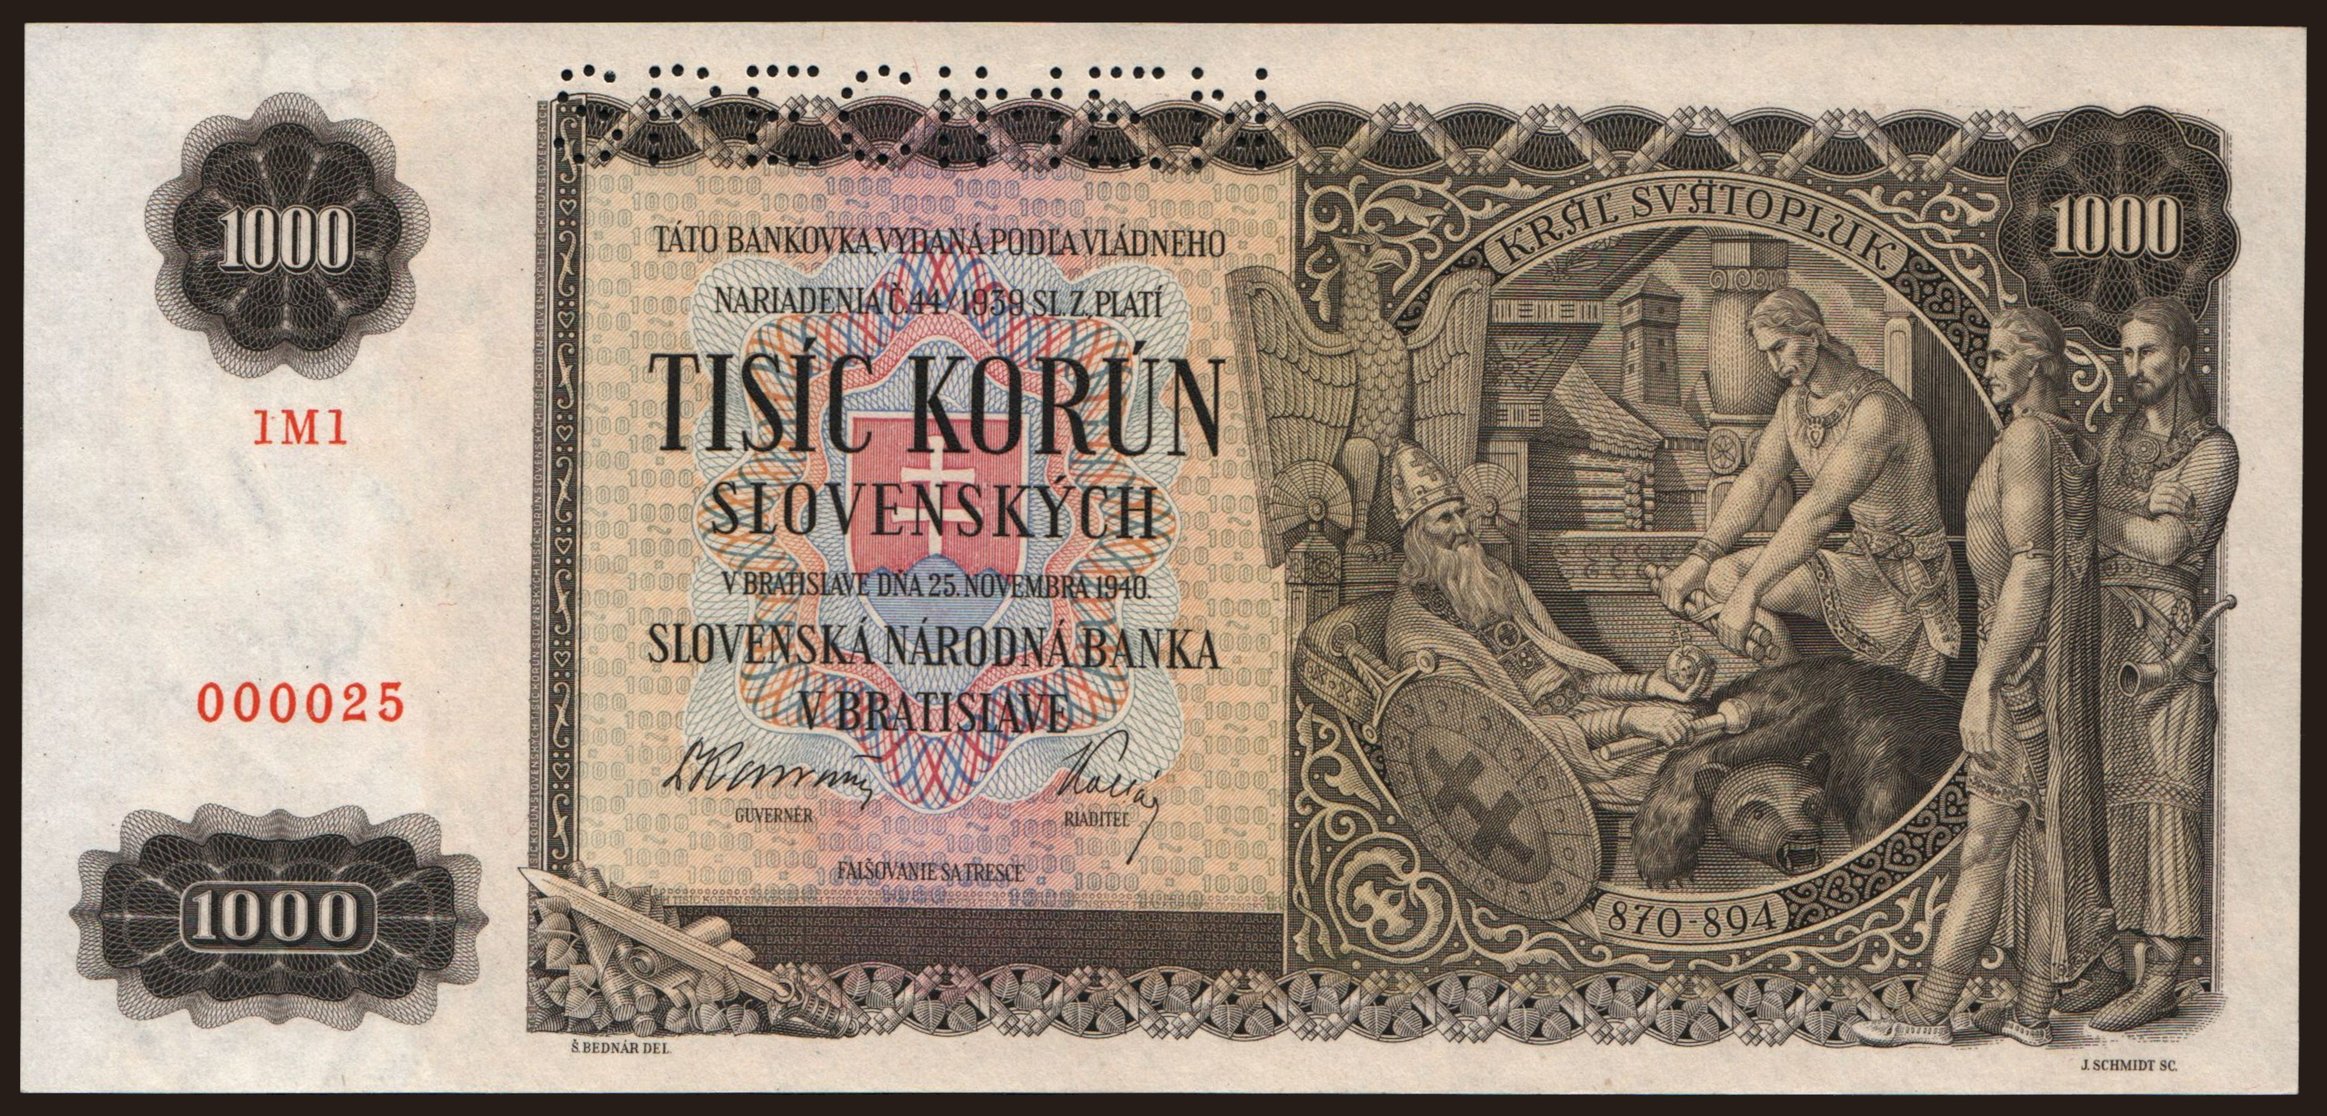 SPECIMEN
1000
1M1
000025
1000
TÁTO BANKOVKA, VYDANÁ PODĽA VLÁDNEHO
NARIADENIA Č. 44/1939 SL. Z., PLATÍ
TISÍC KORÚN
SLOVENSKÝCH
V BRATISLAVE DŇA 25. NOVEMBRA 1940.
SLOVENSKÁ NÁRODNÁ BANKA
V BRATISLAVE
GUVERNÉR
RIADITEĽ
FALŠOVANIE SA TRESCE
KRÁĽ SVÄTOPLUK
1000
870-894
Š. BEDNÁR DEL.
J. SCHMIDT SC.